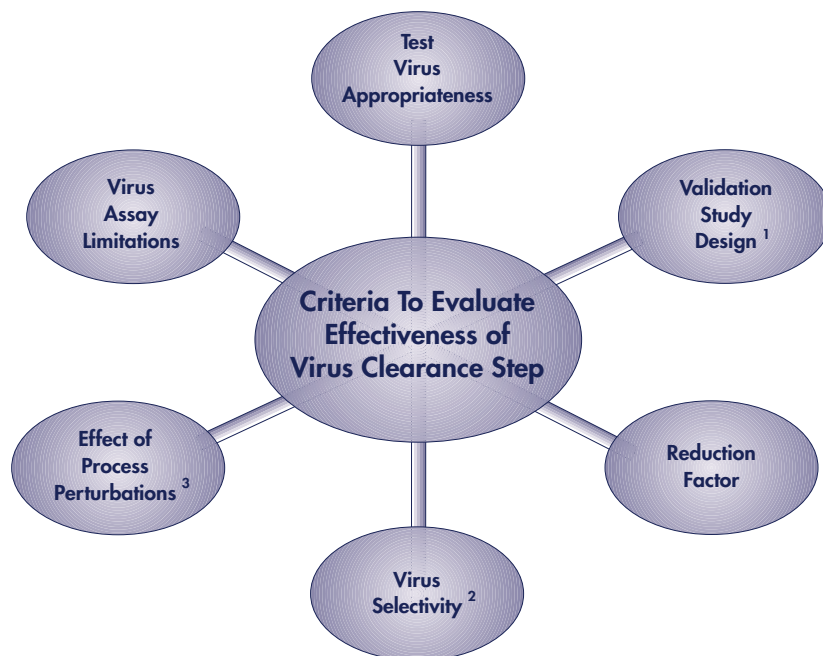 Test
Virus
Appropriateness
Virus
Assay
Limitations
Validation
Study
Design 1
Criteria To Evaluate
Effectiveness of
Virus Clearance Step
Effect of
Process
Perturbations 3
Reduction
Factor
Virus
Selectivity 2